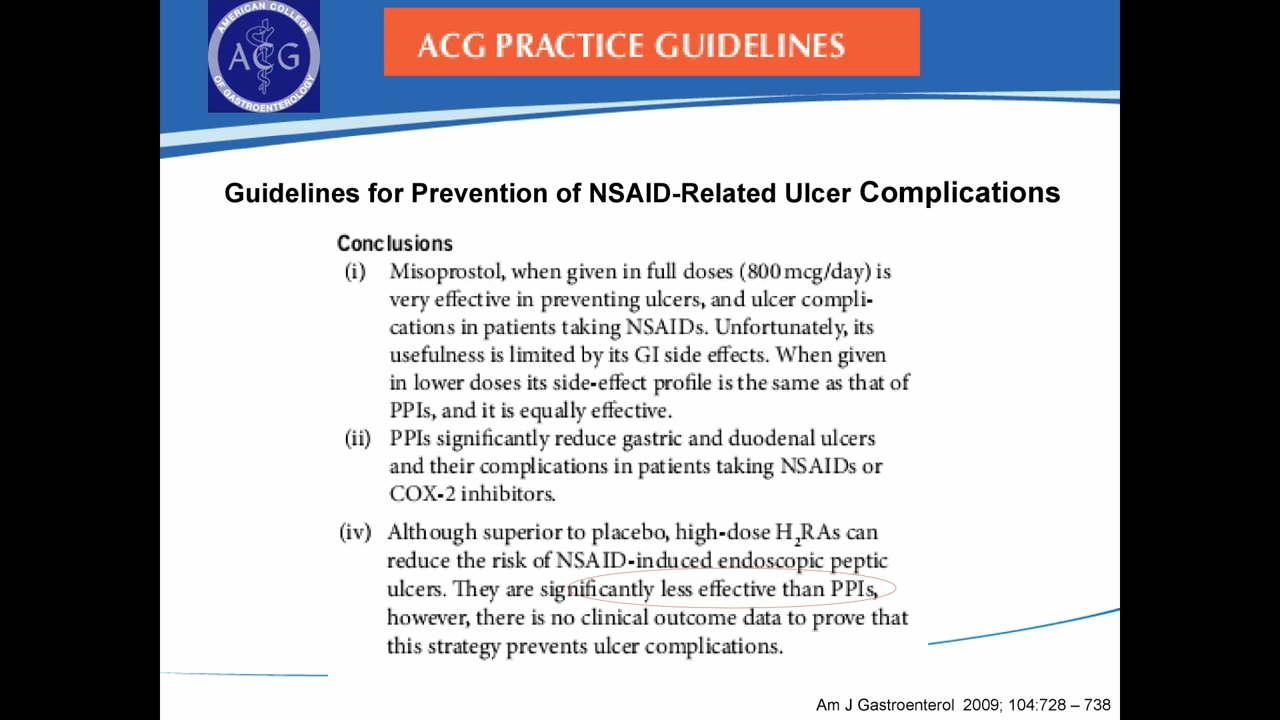 AMERICAN COLLEGE
ACG
OF GASTROENTEROLOGY
ACG PRACTICE GUIDELINES
Guidelines for Prevention of NSAID-Related Ulcer Complications
Conclusions
(i) Misoprostol, when given in full doses (800 mcg/day) is
very effective in preventing ulcers, and ulcer compli-
cations in patients taking NSAIDs. Unfortunately, its
usefulness is limited by its GI side effects. When given
in lower doses its side-effect profile is the same as that of
PPIs, and it is equally effective.
(ii) PPIs significantly reduce gastric and duodenal ulcers
and their complications in patients taking NSAIDs or
COX-2 inhibitors.
(iv) Although superior to placebo, high-dose H₂RAs can
reduce the risk of NSAID-induced endoscopic peptic
ulcers. They are significantly less effective than PPIs,
however, there is no clinical outcome data to prove that
this strategy prevents ulcer complications.
Am J Gastroenterol 2009; 104:728 – 738